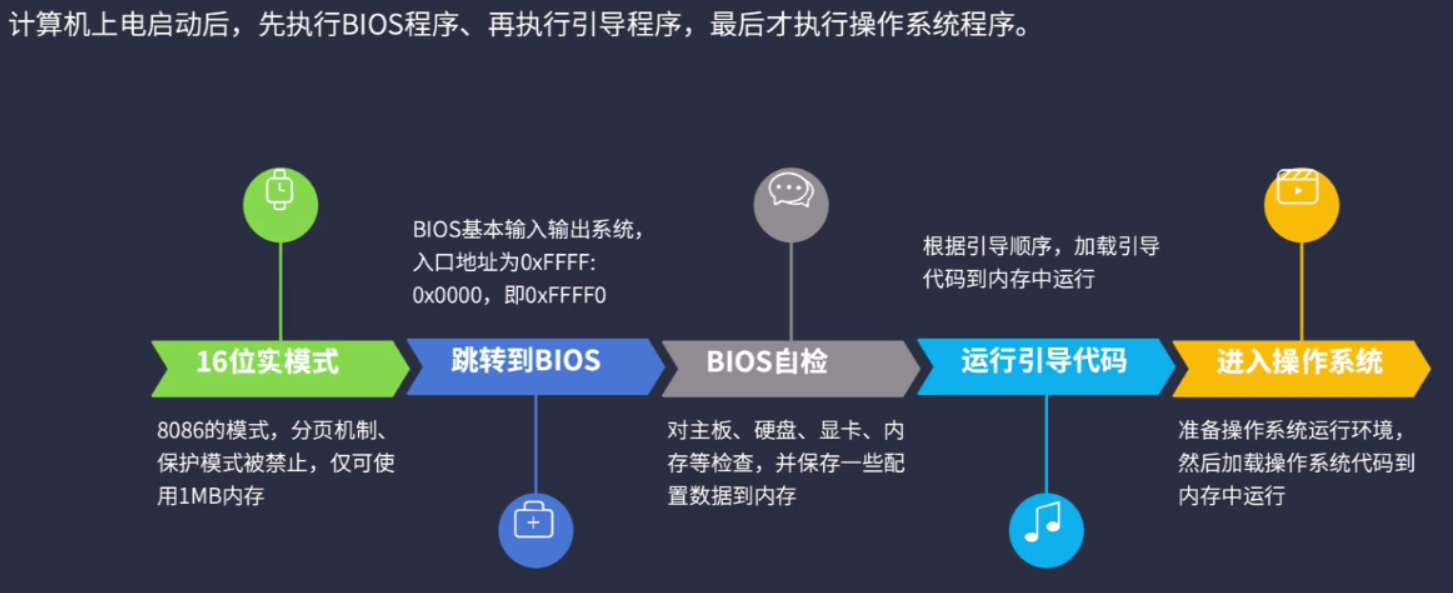 计算机上电启动后，先执行BIOS程序、再执行引导程序，最后才执行操作系统程序。
16位实模式
8086的模式，分页机制、
保护模式被禁止，仅可使
用1MB内存
BIOS基本输入输出系统，
入口地址为0xFFFF:
0x0000，即0xFFFF0
跳转到BIOS
BIOS自检
对主板、硬盘、显卡、内
存等检查，并保存一些配
置数据到内存
根据引导顺序，加载引导
代码到内存中运行
运行引导代码
进入操作系统
准备操作系统运行环境，
然后加载操作系统代码到
内存中运行